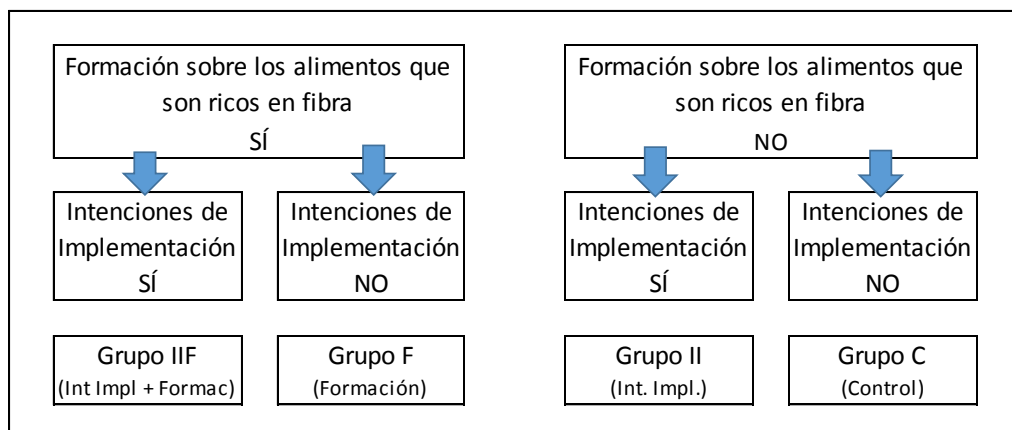 Formación sobre los alimentos que
son ricos en fibra
SÍ
Formación sobre los alimentos que
son ricos en fibra
NO
Intenciones de
Implementación
SÍ
Intenciones de
Implementación
NO
Intenciones de
Implementación
SÍ
Intenciones de
Implementación
NO
Grupo IIF
(Int Impl + Formac)
Grupo F
(Formación)
Grupo II
(Int. Impl.)
Grupo C
(Control)